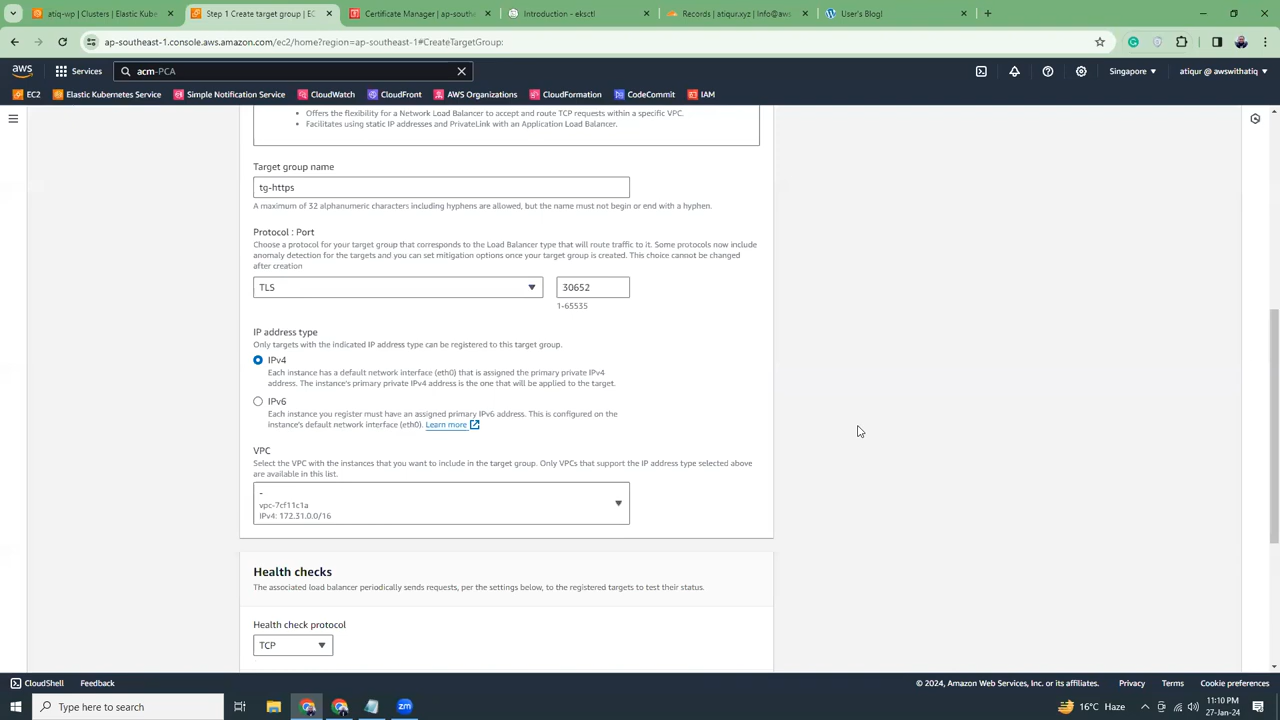 atiq-w | Clusters | Elastic Kube
Step 1 Create target group | EC
Certificate Manager | ap-southe
Introduction - eksctl
Records | atiqur.xyz | Info@aws
User's Blog!
ap-southeast-1.console.aws.amazon.com/ec2/home?region=ap-southeast-1#CreateTargetGroup:
aws
Services
acm-PCA
Singapore
atiqur @ awswithatiq
EC2
Elastic Kubernetes Service
Simple Notification Service
CloudWatch
CloudFront
AWS Organizations
CloudFormation
CodeCommit
IAM
Offers the flexibility for a Network Load Balancer to accept and route TCP requests within a specific VPC.
Facilitates using static IP addresses and PrivateLink with an Application Load Balancer.
Target group name
tg-https
A maximum of 32 alphanumeric characters including hyphens are allowed, but the name must not begin or end with a hyphen.
Protocol : Port
Choose a protocol for your target group that corresponds to the Load Balancer type that will route traffic to it. Some protocols now include
anomaly detection for the targets and you can set mitigation options once your target group is created. This choice cannot be changed
after creation
TLS
30652
1-65535
IP address type
Only targets with the indicated IP address type can be registered to this target group.
IPv4
Each instance has a default network interface (eth0) that is assigned the primary private IPv4
address. The instance's primary private IPv4 address is the one that will be applied to the target.
IPv6
Each instance you register must have an assigned primary IPv6 address. This is configured on the
instance's default network interface (eth0). Learn more
VPC
Select the VPC with the instances that you want to include in the target group. Only VPCs that support the IP address type selected above
are available in this list.
-
vpc-7cf11c1a
IPv4: 172.31.0.0/16
Health checks
The associated load balancer periodically sends requests, per the settings below, to the registered targets to test their status.
Health check protocol
TCP
CloudShell
Feedback
© 2024, Amazon Web Services, Inc. or its affiliates.
Privacy
Terms
Cookie preferences
Type here to search
zm
16°C Haze
11:10 PM
27-Jan-24